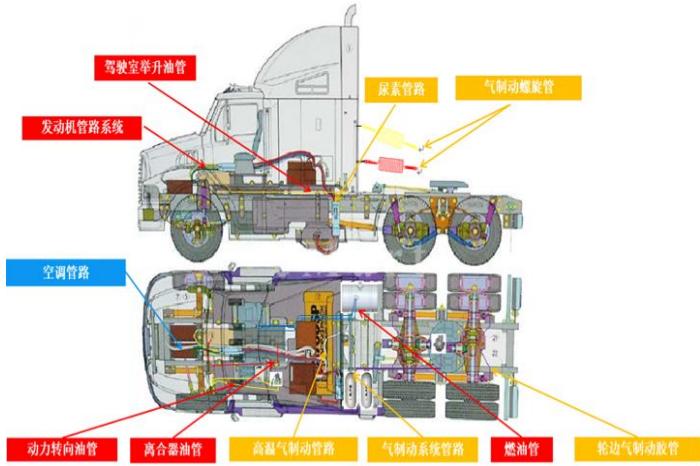 驾驶室举升油管
尿素管路
气制动螺旋管
发动机管路系统
空调管路
动力转向油管
离合器油管
高温气制动管路
气制动系统管路
燃油管
轮边气制动胶管